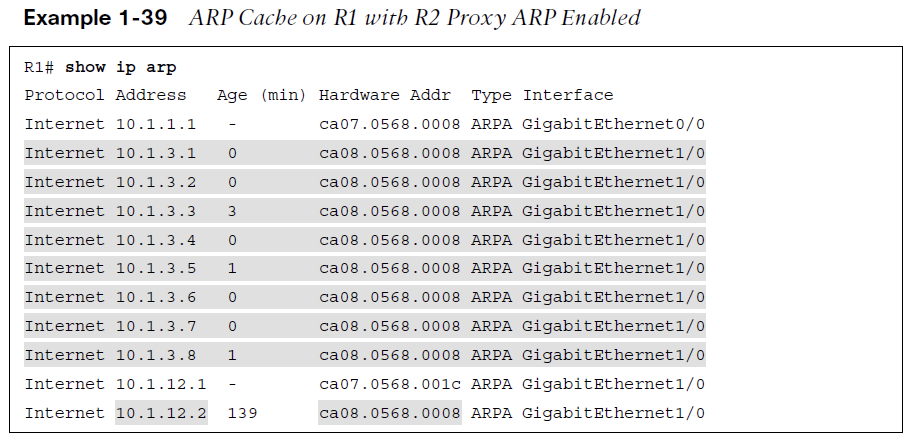 Example 1-39 ARP Cache on R1 with R2 Proxy ARP Enabled
R1# show ip arp
Protocol Address Age (min) Hardware Addr Type Interface
Internet 10.1.1.1 - ca07.0568.0008 ARPA GigabitEthernet0/0
Internet 10.1.3.1 0 ca08.0568.0008 ARPA GigabitEthernet1/0
Internet 10.1.3.2 0 ca08.0568.0008 ARPA GigabitEthernet1/0
Internet 10.1.3.3 3 ca08.0568.0008 ARPA GigabitEthernet1/0
Internet 10.1.3.4 0 ca08.0568.0008 ARPA GigabitEthernet1/0
Internet 10.1.3.5 1 ca08.0568.0008 ARPA GigabitEthernet1/0
Internet 10.1.3.6 0 ca08.0568.0008 ARPA GigabitEthernet1/0
Internet 10.1.3.7 0 ca08.0568.0008 ARPA GigabitEthernet1/0
Internet 10.1.3.8 1 ca08.0568.0008 ARPA GigabitEthernet1/0
Internet 10.1.12.1 - ca07.0568.001c ARPA GigabitEthernet1/0
Internet 10.1.12.2 139 ca08.0568.0008 ARPA GigabitEthernet1/0